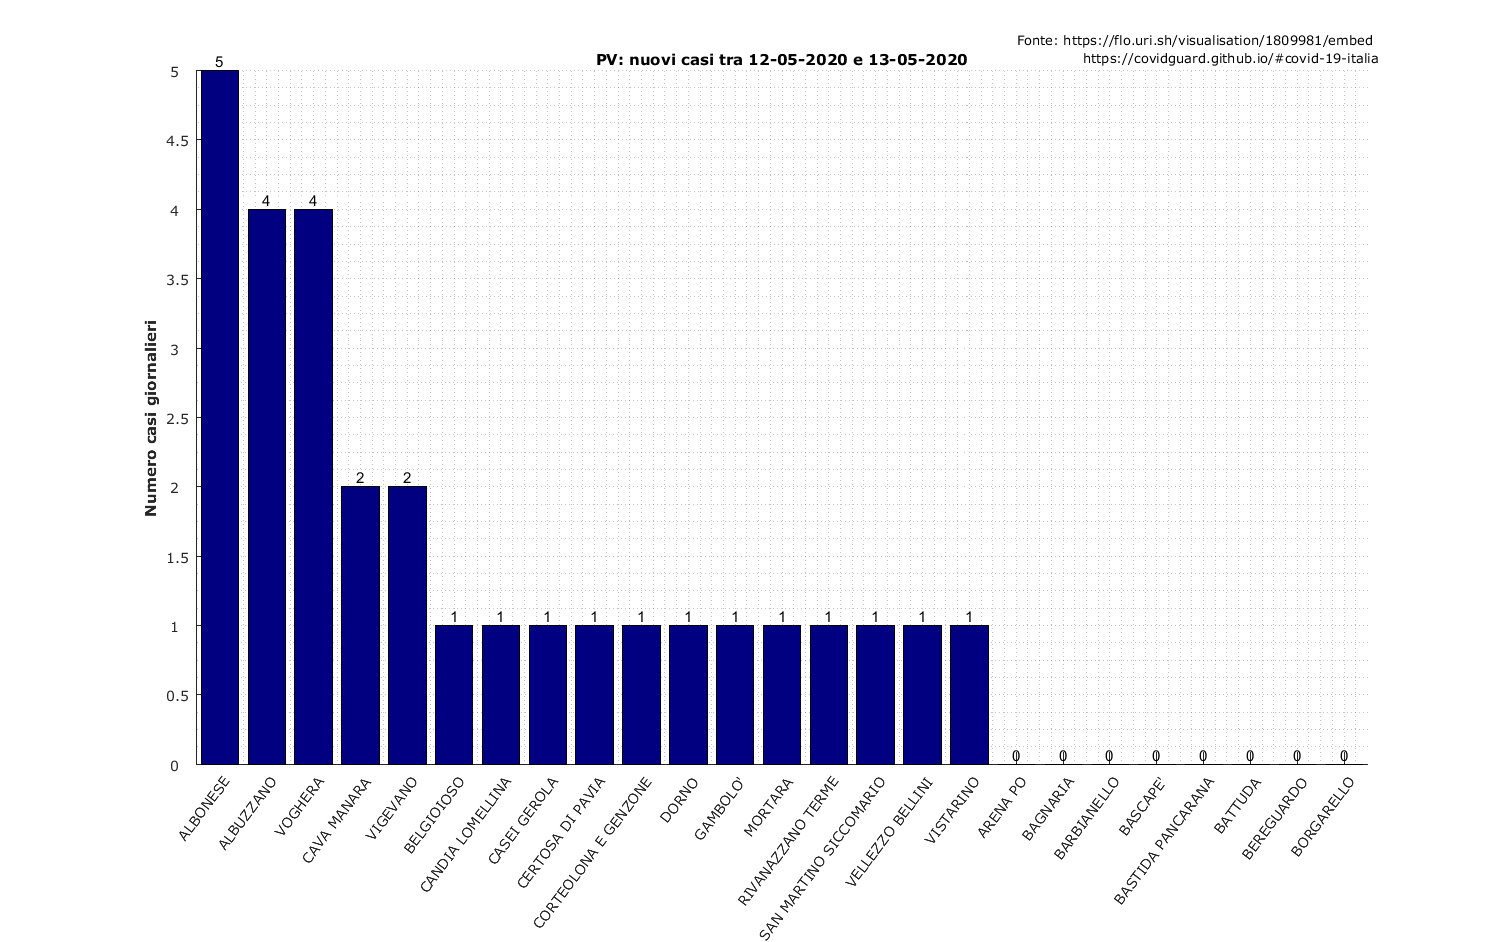 Fonte: https://flo.uri.sh/visualisation/1809981/embed
https://covidguard.github.io/#covid-19-italia
PV: nuovi casi tra 12-05-2020 e 13-05-2020
Numero casi giornalieri
5
4.5
4
3.5
3
2.5
2
1.5
1
0.5
0
5
4
4
2
2
1
1
1
1
1
1
1
1
1
1
1
1
0
0
0
0
0
0
0
0
ALBONESE
ALBUZZANO
VOGHERA
CAVA MANARA
VIGEVANO
BELGIOIOSO
CANDIA LOMELLINA
CASEI GEROLA
CERTOSA DI PAVIA
CORTEOLONA E GENZONE
DORNO
GAMBOLO'
MORTARA
RIVANAZZANO TERME
SAN MARTINO SICCOMARIO
VELLEZZO BELLINI
VISTARINO
ARENA PO
BAGNARIA
BARBIANELLO
BASCAPE'
BASTIDA PANCARANA
BATTUDA
BEREGUARDO
BORGARELLO